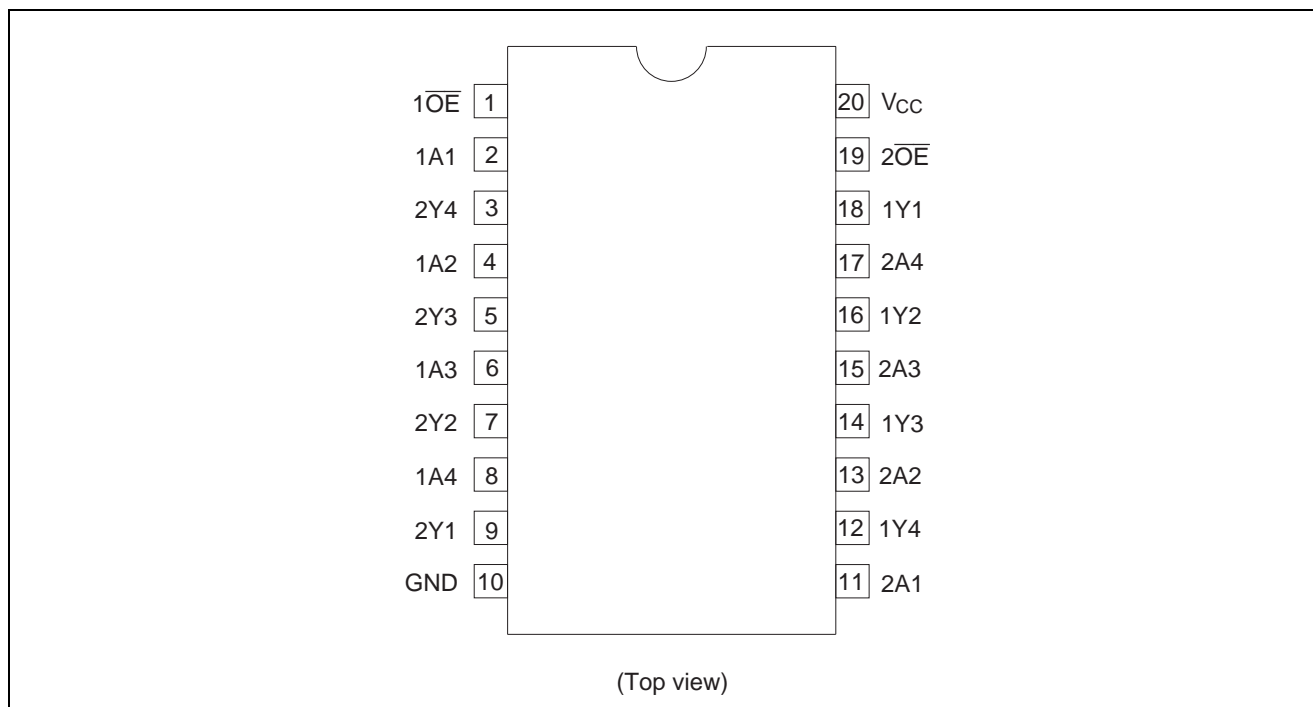 1O̅E̅ 1 20 VCC
1A1 2 19 2O̅E̅
2Y4 3 18 1Y1
1A2 4 17 2A4
2Y3 5 16 1Y2
1A3 6 15 2A3
2Y2 7 14 1Y3
1A4 8 13 2A2
2Y1 9 12 1Y4
GND 10 11 2A1
(Top view)